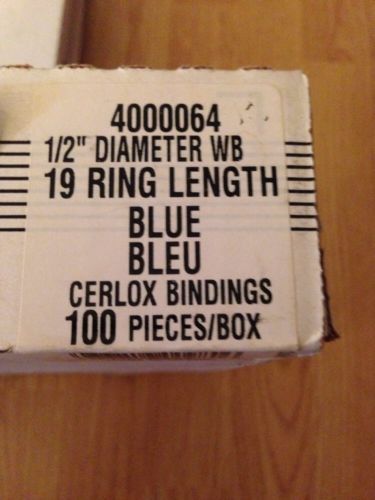 4000064
1/2" DIAMETER WB
19 RING LENGTH
BLUE
BLEU
CERLOX BINDINGS
100 PIECES/BOX